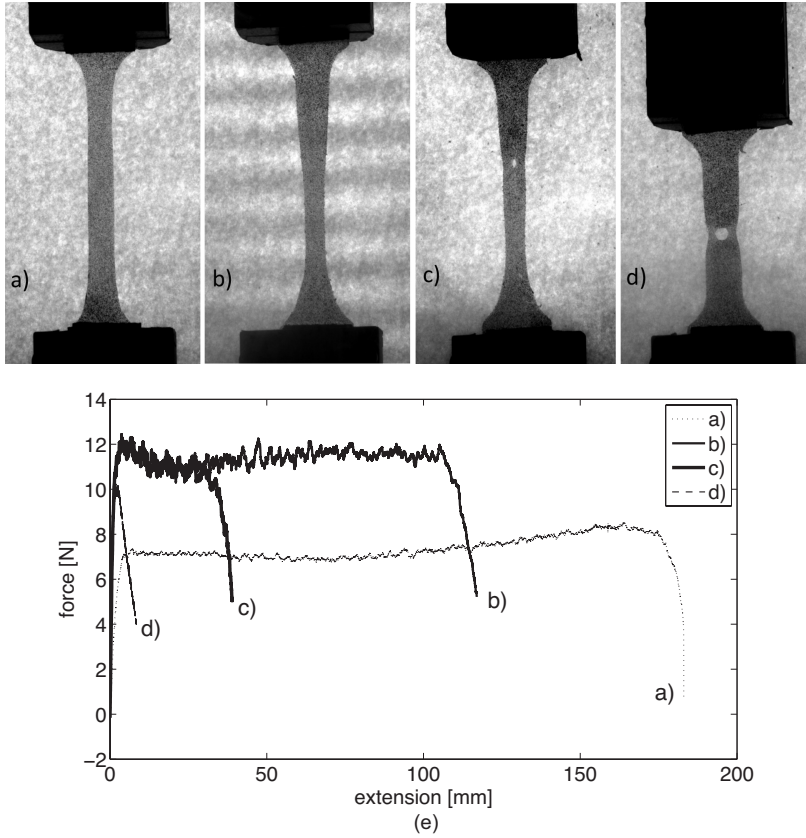 a)
b)
c)
d)
14
12
10
8
6
4
2
0
−2
force [N]
0
50
100
150
200
extension [mm]
a)
b)
c)
d)
d)
c)
b)
a)
(e)